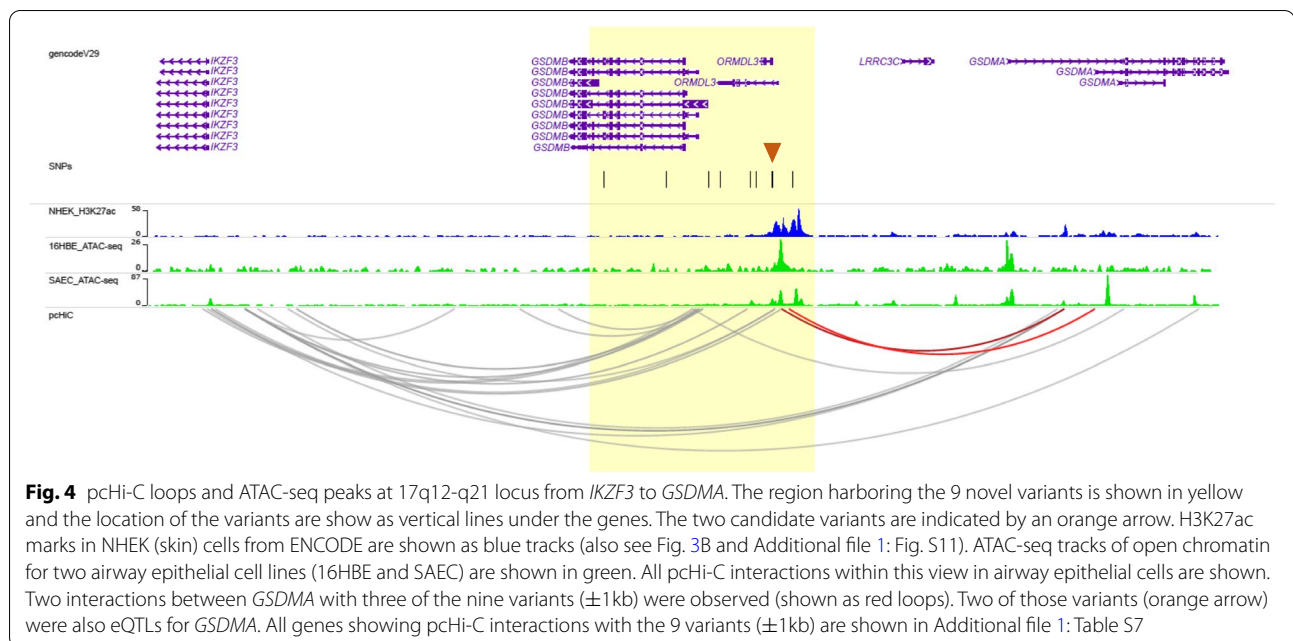 gencodeV29
IKZF3 GSDMB ORMDL3 LRRC3C GSDMA
IKZF3 GSDMB GSDMA
IKZF3 GSDMB ORMDL3 GSDMA
IKZF3 GSDMB
IKZF3 GSDMB
IKZF3 GSDMB
IKZF3 GSDMB
IKZF3 GSDMB
IKZF3 GSDMB
SNPs
NHEK_H3K27ac 58
0
16HBE_ATAC-seq 26
0
SAEC_ATAC-seq 87
0
pcHiC
Fig. 4 pcHi-C loops and ATAC-seq peaks at 17q12-q21 locus from IKZF3 to GSDMA. The region harboring the 9 novel variants is shown in yellow
and the location of the variants are show as vertical lines under the genes. The two candidate variants are indicated by an orange arrow. H3K27ac
marks in NHEK (skin) cells from ENCODE are shown as blue tracks (also see Fig. 3B and Additional file 1: Fig. S11). ATAC-seq tracks of open chromatin
for two airway epithelial cell lines (16HBE and SAEC) are shown in green. All pcHi-C interactions within this view in airway epithelial cells are shown.
Two interactions between GSDMA with three of the nine variants (±1kb) were observed (shown as red loops). Two of those variants (orange arrow)
were also eQTLs for GSDMA. All genes showing pcHi-C interactions with the 9 variants (±1kb) are shown in Additional file 1: Table S7